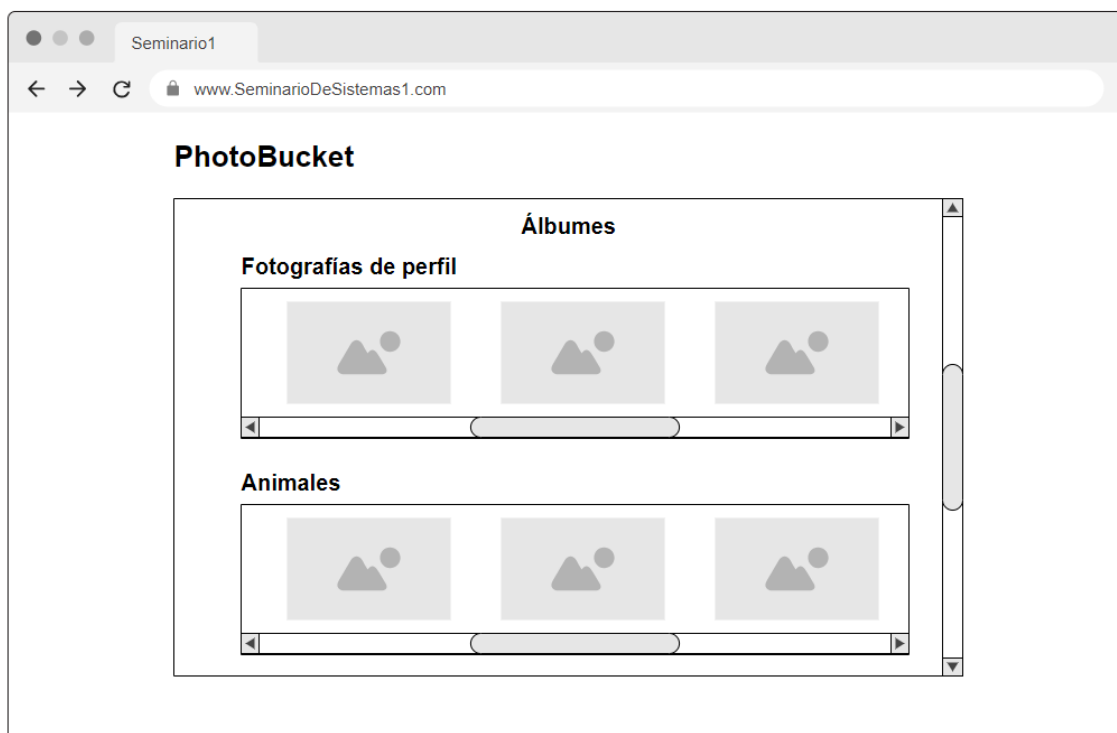 Seminario1
www.SeminarioDeSistemas1.com
PhotoBucket
Álbumes
Fotografías de perfil
Animales